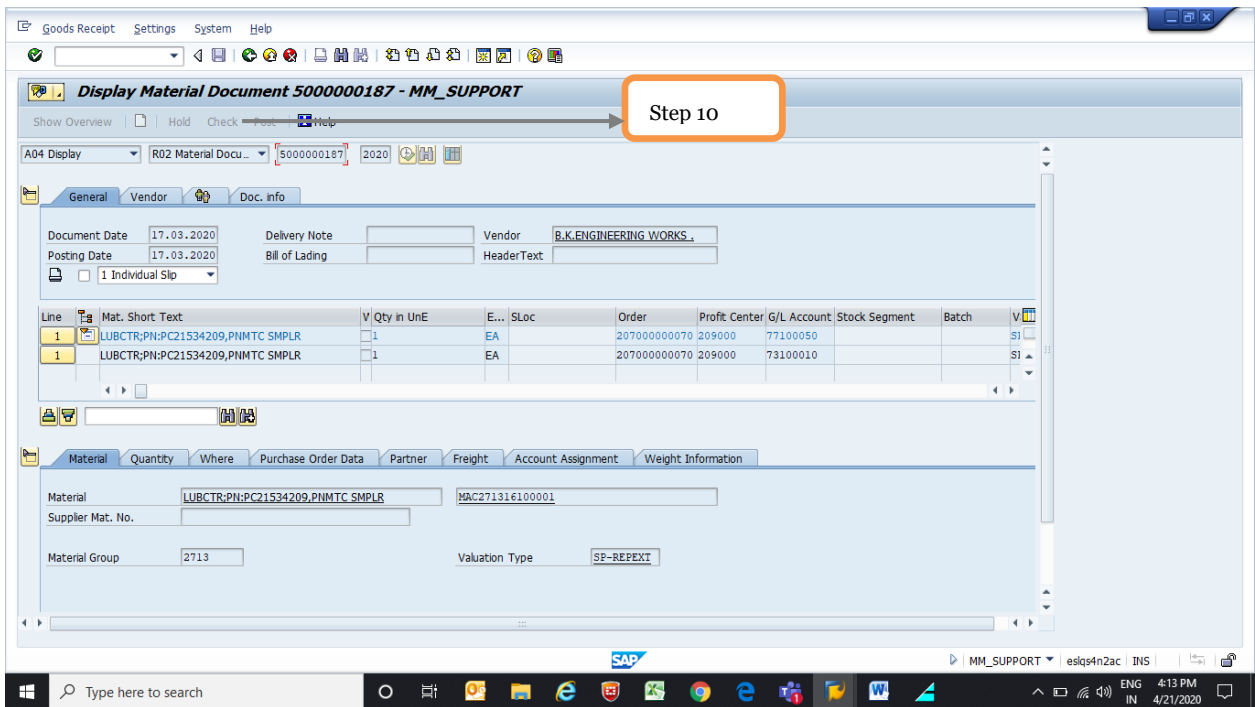 Goods Receipt Settings System Help
Display Material Document 5000000187 - MM_SUPPORT
Step 10
Show Overview Hold Check Post Help
A04 Display R02 Material Docu... 5000000187 2020
General Vendor Doc. info
Document Date 17.03.2020 Delivery Note Vendor B.K.ENGINEERING WORKS .
Posting Date 17.03.2020 Bill of Lading HeaderText
1 Individual Slip
Line Mat. Short Text V Qty in UnE E... SLoc Order Profit Center G/L Account Stock Segment Batch V
1 LUBCTR;PN:PC21534209,PNMTC SMPLR 1 EA 207000000070 209000 77100050
1 LUBCTR;PN:PC21534209,PNMTC SMPLR 1 EA 207000000070 209000 73100010
Material Quantity Where Purchase Order Data Partner Freight Account Assignment Weight Information
Material LUBCTR;PN:PC21534209,PNMTC SMPLR MAC271316100001
Supplier Mat. No.
Material Group 2713 Valuation Type SP-REPEXT
SAP
MM_SUPPORT eslqs4n2ac INS
Type here to search
ENG 4:13 PM
IN 4/21/2020